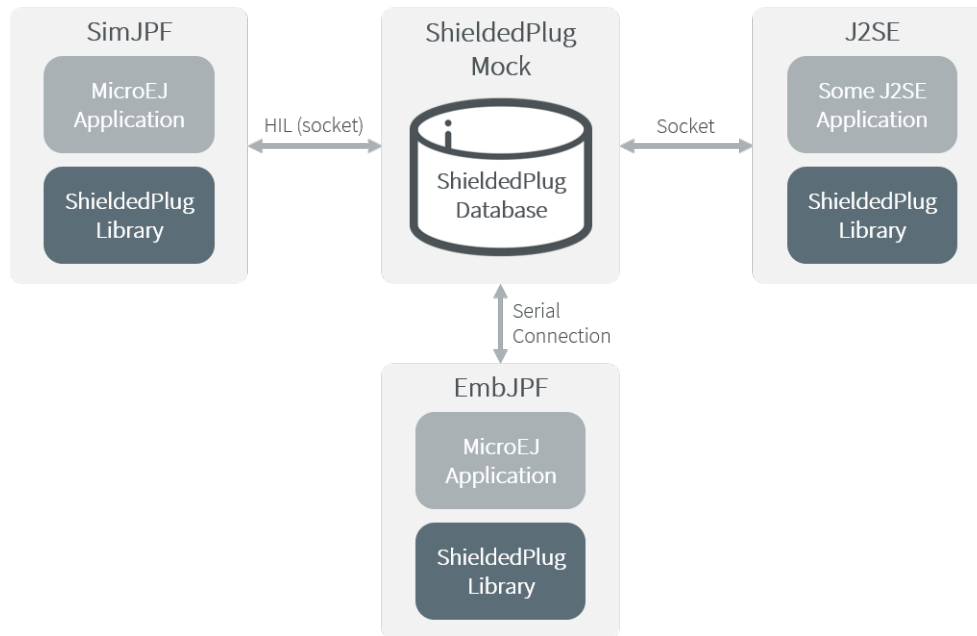 SimJPF
MicroEJ
Application
ShieldedPlug
Library
HIL (socket)
ShieldedPlug
Mock
ShieldedPlug
Database
Socket
J2SE
Some J2SE
Application
ShieldedPlug
Library
Serial
Connection
EmbJPF
MicroEJ
Application
ShieldedPlug
Library